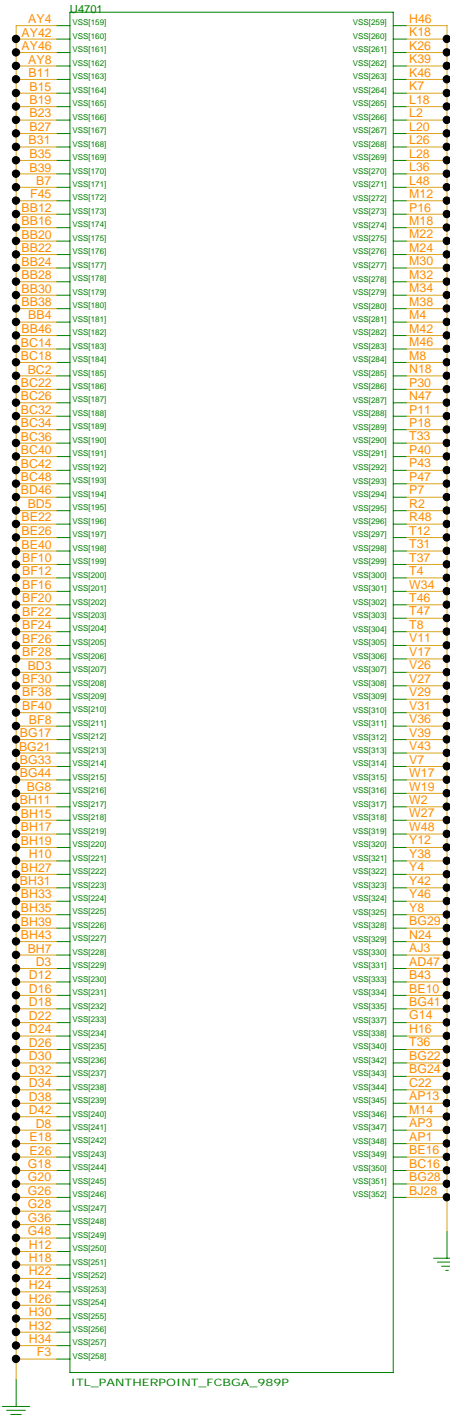 U4701
AY4 VSS[159] VSS[259] H46
AY42 VSS[160] VSS[260] K18
AY46 VSS[161] VSS[261] K26
AY8 VSS[162] VSS[262] K39
B11 VSS[163] VSS[263] K46
B15 VSS[164] VSS[264] K7
B19 VSS[165] VSS[265] L18
B23 VSS[166] VSS[266] L2
B27 VSS[167] VSS[267] L20
B31 VSS[168] VSS[268] L26
B35 VSS[169] VSS[269] L28
B39 VSS[170] VSS[270] L36
B7 VSS[171] VSS[271] L48
F45 VSS[172] VSS[272] M12
BB12 VSS[173] VSS[273] P16
BB16 VSS[174] VSS[274] M18
BB20 VSS[175] VSS[275] M22
BB22 VSS[176] VSS[276] M24
BB24 VSS[177] VSS[277] M30
BB28 VSS[178] VSS[278] M32
BB30 VSS[179] VSS[279] M34
BB38 VSS[180] VSS[280] M38
BB4 VSS[181] VSS[281] M4
BB46 VSS[182] VSS[282] M42
BC14 VSS[183] VSS[283] M46
BC18 VSS[184] VSS[284] M8
BC2 VSS[185] VSS[285] N18
BC22 VSS[186] VSS[286] P30
BC26 VSS[187] VSS[287] N47
BC32 VSS[188] VSS[288] P11
BC34 VSS[189] VSS[289] P18
BC36 VSS[190] VSS[290] T33
BC40 VSS[191] VSS[291] P40
BC42 VSS[192] VSS[292] P43
BC48 VSS[193] VSS[293] P47
BD46 VSS[194] VSS[294] P7
BD5 VSS[195] VSS[295] R2
BE22 VSS[196] VSS[296] R48
BE26 VSS[197] VSS[297] T12
BE40 VSS[198] VSS[298] T31
BF10 VSS[199] VSS[299] T37
BF12 VSS[200] VSS[300] T4
BF16 VSS[201] VSS[301] W34
BF20 VSS[202] VSS[302] T46
BF22 VSS[203] VSS[303] T47
BF24 VSS[204] VSS[304] T8
BF26 VSS[205] VSS[305] V11
BF28 VSS[206] VSS[306] V17
BD3 VSS[207] VSS[307] V26
BF30 VSS[208] VSS[308] V27
BF38 VSS[209] VSS[309] V29
BF40 VSS[210] VSS[310] V31
BF8 VSS[211] VSS[311] V36
BG17 VSS[212] VSS[312] V39
BG21 VSS[213] VSS[313] V43
BG33 VSS[214] VSS[314] V7
BG44 VSS[215] VSS[315] W17
BG8 VSS[216] VSS[316] W19
BH11 VSS[217] VSS[317] W2
BH15 VSS[218] VSS[318] W27
BH17 VSS[219] VSS[319] W48
BH19 VSS[220] VSS[320] Y12
H10 VSS[221] VSS[321] Y38
BH27 VSS[222] VSS[322] Y4
BH31 VSS[223] VSS[323] Y42
BH33 VSS[224] VSS[324] Y46
BH35 VSS[225] VSS[325] Y8
BH39 VSS[226] VSS[328] BG29
BH43 VSS[227] VSS[329] N24
BH7 VSS[228] VSS[330] AJ3
D3 VSS[229] VSS[331] AD47
D12 VSS[230] VSS[333] B43
D16 VSS[231] VSS[334] BE10
D18 VSS[232] VSS[335] BG41
D22 VSS[233] VSS[337] G14
D24 VSS[234] VSS[338] H16
D26 VSS[235] VSS[340] T36
D30 VSS[236] VSS[342] BG22
D32 VSS[237] VSS[343] BG24
D34 VSS[238] VSS[344] C22
D38 VSS[239] VSS[345] AP13
D42 VSS[240] VSS[346] M14
D8 VSS[241] VSS[347] AP3
E18 VSS[242] VSS[348] AP1
E26 VSS[243] VSS[349] BE16
G18 VSS[244] VSS[350] BC16
G20 VSS[245] VSS[351] BG28
G26 VSS[246] VSS[352] BJ28
G28 VSS[247]
G36 VSS[248]
G48 VSS[249]
H12 VSS[250]
H18 VSS[251]
H22 VSS[252]
H24 VSS[253]
H26 VSS[254]
H30 VSS[255]
H32 VSS[256]
H34 VSS[257]
F3 VSS[258]
ITL_PANTHERPOINT_FCBGA_989P